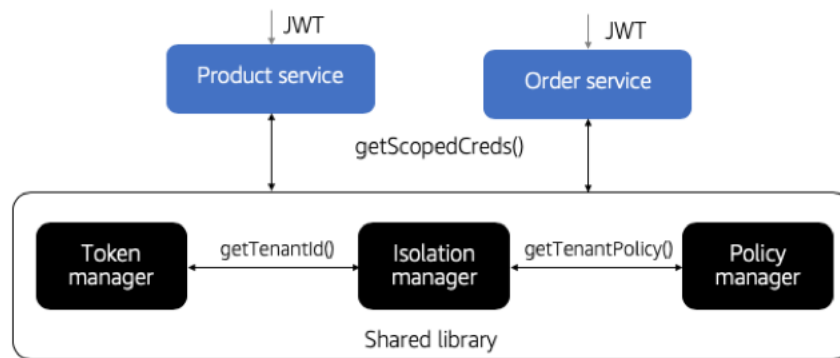 JWT
JWT
Product service
Order service
getScopedCreds()
Token
manager
getTenantId()
Isolation
manager
getTenantPolicy()
Policy
manager
Shared library